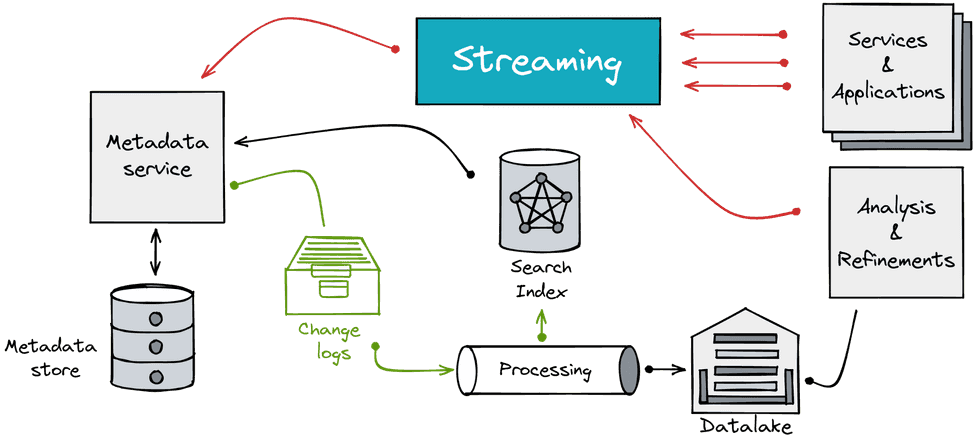 Streaming
Services
&
Applications
Metadata
service
Analysis
&
Refinements
Search
Index
Change
logs
Metadata
store
Processing
Datalake